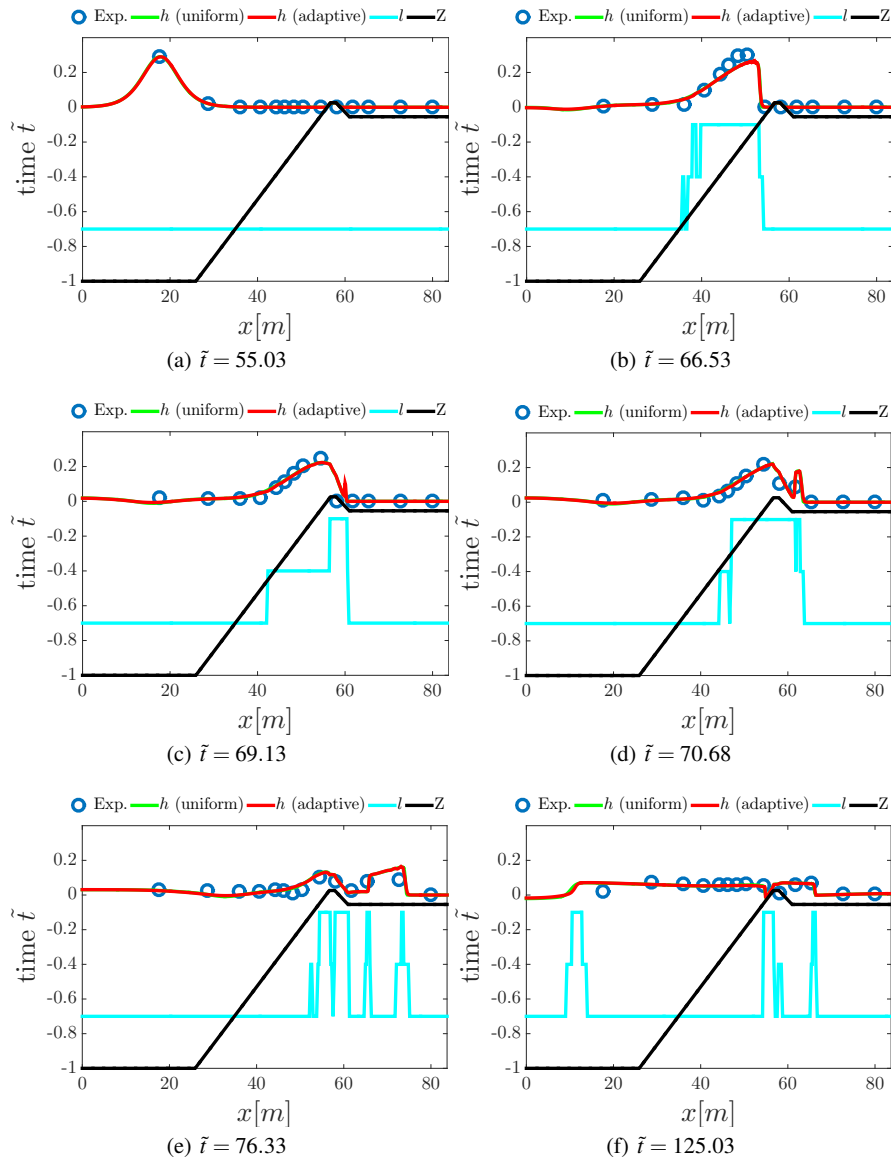 Exp. h (uniform) h (adaptive) l Z
Exp. h (uniform) h (adaptive) l Z
0.2
0
-0.2
-0.4
-0.6
-0.8
-1
time t̃
0 20 40 60 80
x[m]
(a) t̃ = 55.03
0.2
0
-0.2
-0.4
-0.6
-0.8
-1
time t̃
0 20 40 60 80
x[m]
(b) t̃ = 66.53
Exp. h (uniform) h (adaptive) l Z
Exp. h (uniform) h (adaptive) l Z
0.2
0
-0.2
-0.4
-0.6
-0.8
-1
time t̃
0 20 40 60 80
x[m]
(c) t̃ = 69.13
0.2
0
-0.2
-0.4
-0.6
-0.8
-1
time t̃
0 20 40 60 80
x[m]
(d) t̃ = 70.68
Exp. h (uniform) h (adaptive) l Z
Exp. h (uniform) h (adaptive) l Z
0.2
0
-0.2
-0.4
-0.6
-0.8
-1
time t̃
0 20 40 60 80
x[m]
(e) t̃ = 76.33
0.2
0
-0.2
-0.4
-0.6
-0.8
-1
time t̃
0 20 40 60 80
x[m]
(f) t̃ = 125.03